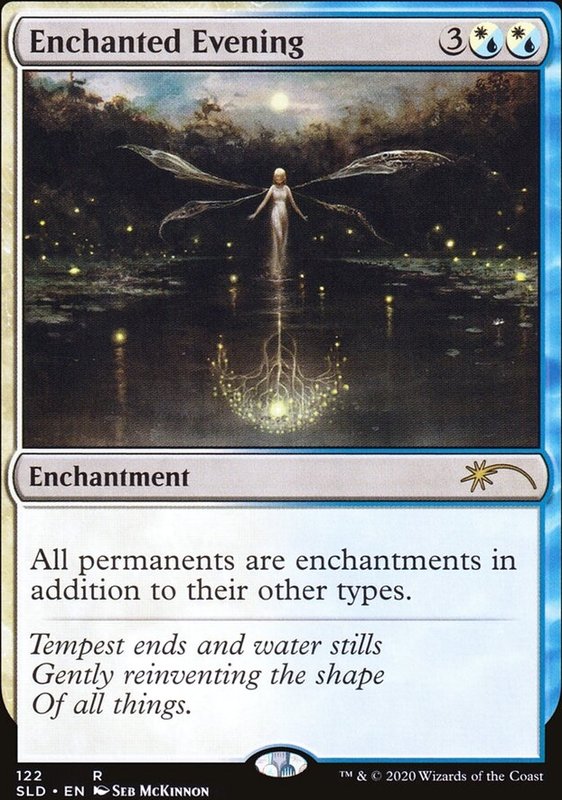 Enchanted Evening 3
Enchantment
All permanents are enchantments in
addition to their other types.
Tempest ends and water stills
Gently reinventing the shape
Of all things.
122 R
SLD • EN Seb McKinnon
™ & © 2020 Wizards of the Coast